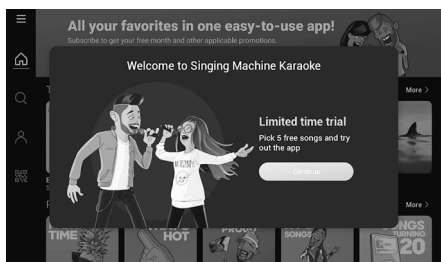 All your favorites in one easy-to-use app!
Subscribe to get your free month and other applicable promotions.
Welcome to Singing Machine Karaoke
More >
Limited time trial
Pick 5 free songs and try
out the app
Continue
More >
TIME
HOT
PROUD
SONGS
SONGS
TURNING
20